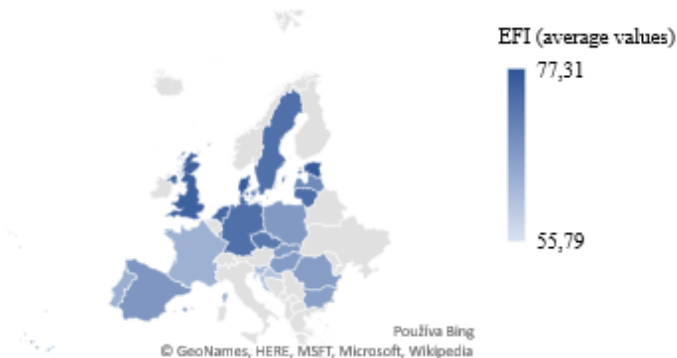 EFI (average values)
77,31
55,79
Používa Bing
© GeoNames, HERE, MSFT, Microsoft, Wikipedia